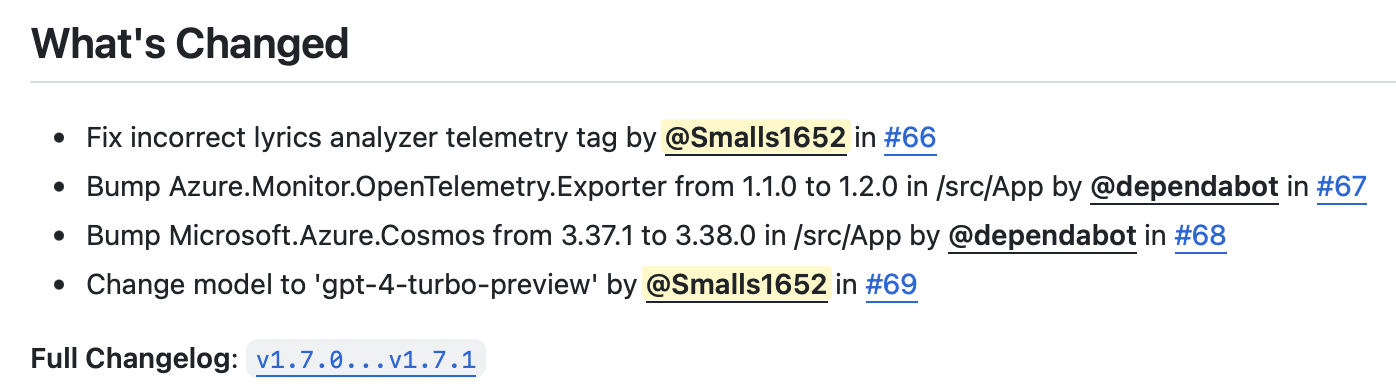 What's Changed
• Fix incorrect lyrics analyzer telemetry tag by @Smalls1652 in #66
• Bump Azure.Monitor.OpenTelemetry.Exporter from 1.1.0 to 1.2.0 in /src/App by @dependabot in #67
• Bump Microsoft.Azure.Cosmos from 3.37.1 to 3.38.0 in /src/App by @dependabot in #68
• Change model to 'gpt-4-turbo-preview' by @Smalls1652 in #69
Full Changelog: v1.7.0...v1.7.1